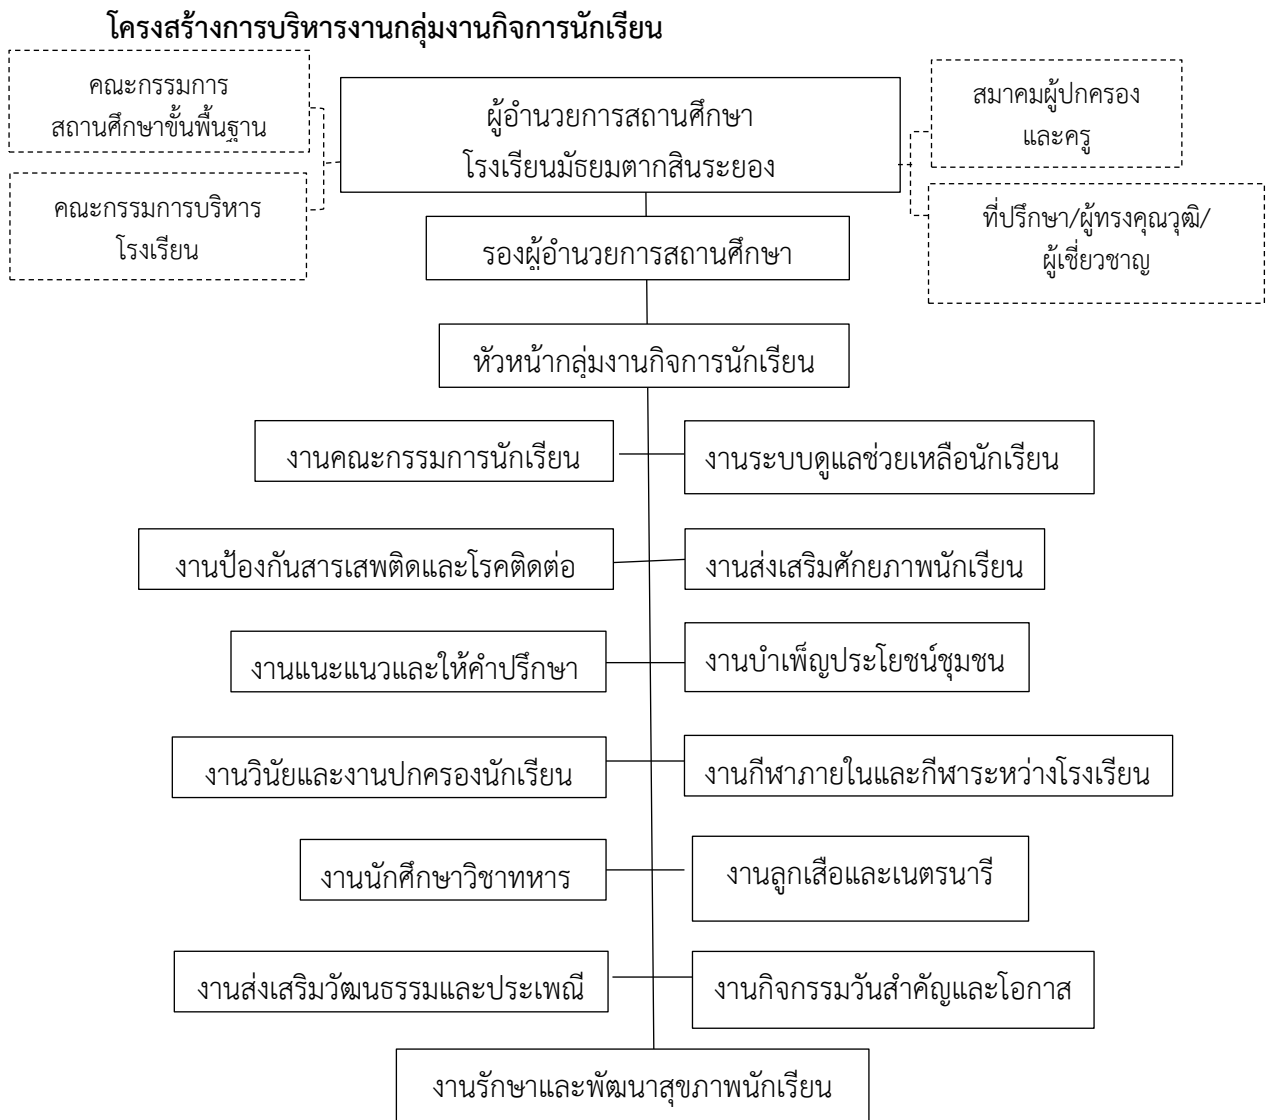 โครงสร้างการบริหารงานกลุ่มงานกิจการนักเรียน
คณะกรรมการ
สถานศึกษาขั้นพื้นฐาน
ผู้อำนวยการสถานศึกษา
โรงเรียนมัธยมตากสินระยอง
สมาคมผู้ปกครอง
และครู
คณะกรรมการบริหาร
โรงเรียน
ที่ปรึกษา/ผู้ทรงคุณวุฒิ/
ผู้เชี่ยวชาญ
รองผู้อำนวยการสถานศึกษา
หัวหน้ากลุ่มงานกิจการนักเรียน
งานคณะกรรมการนักเรียน
งานระบบดูแลช่วยเหลือนักเรียน
งานป้องกันสารเสพติดและโรคติดต่อ
งานส่งเสริมศักยภาพนักเรียน
งานแนะแนวและให้คำปรึกษา
งานบำเพ็ญประโยชน์ชุมชน
งานวินัยและงานปกครองนักเรียน
งานกีฬาภายในและกีฬาระหว่างโรงเรียน
งานนักศึกษาวิชาทหาร
งานลูกเสือและเนตรนารี
งานส่งเสริมวัฒนธรรมและประเพณี
งานกิจกรรมวันสำคัญและโอกาส
งานรักษาและพัฒนาสุขภาพนักเรียน